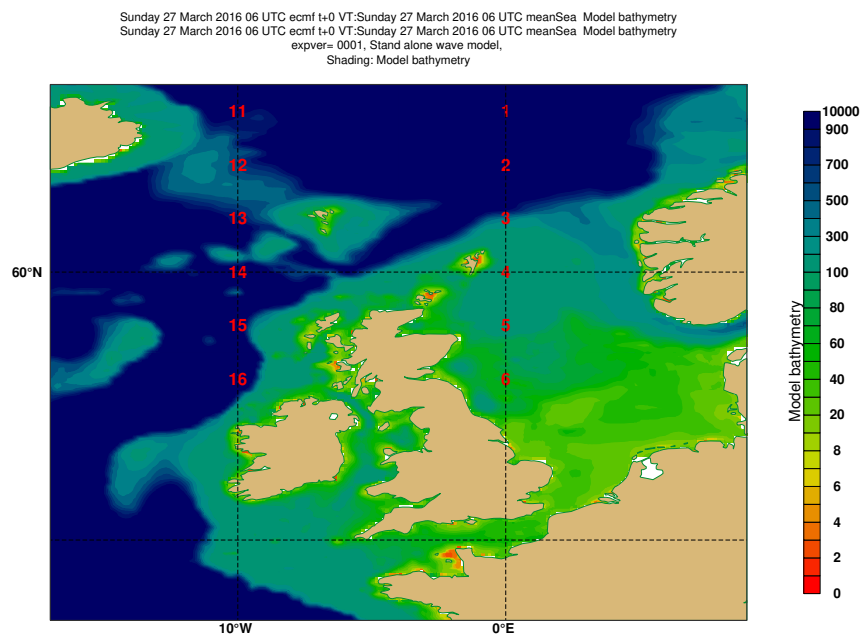 Sunday 27 March 2016 06 UTC ecmf t+0 VT:Sunday 27 March 2016 06 UTC meanSea Model bathymetry
Sunday 27 March 2016 06 UTC ecmf t+0 VT:Sunday 27 March 2016 06 UTC meanSea Model bathymetry
expver= 0001, Stand alone wave model,
Shading: Model bathymetry
11 1
12 2
13 3
60°N 14 4
15 5
16 6
10°W 0°E
Model bathymetry
10000
900
700
500
300
100
80
60
40
20
8
6
4
2
0